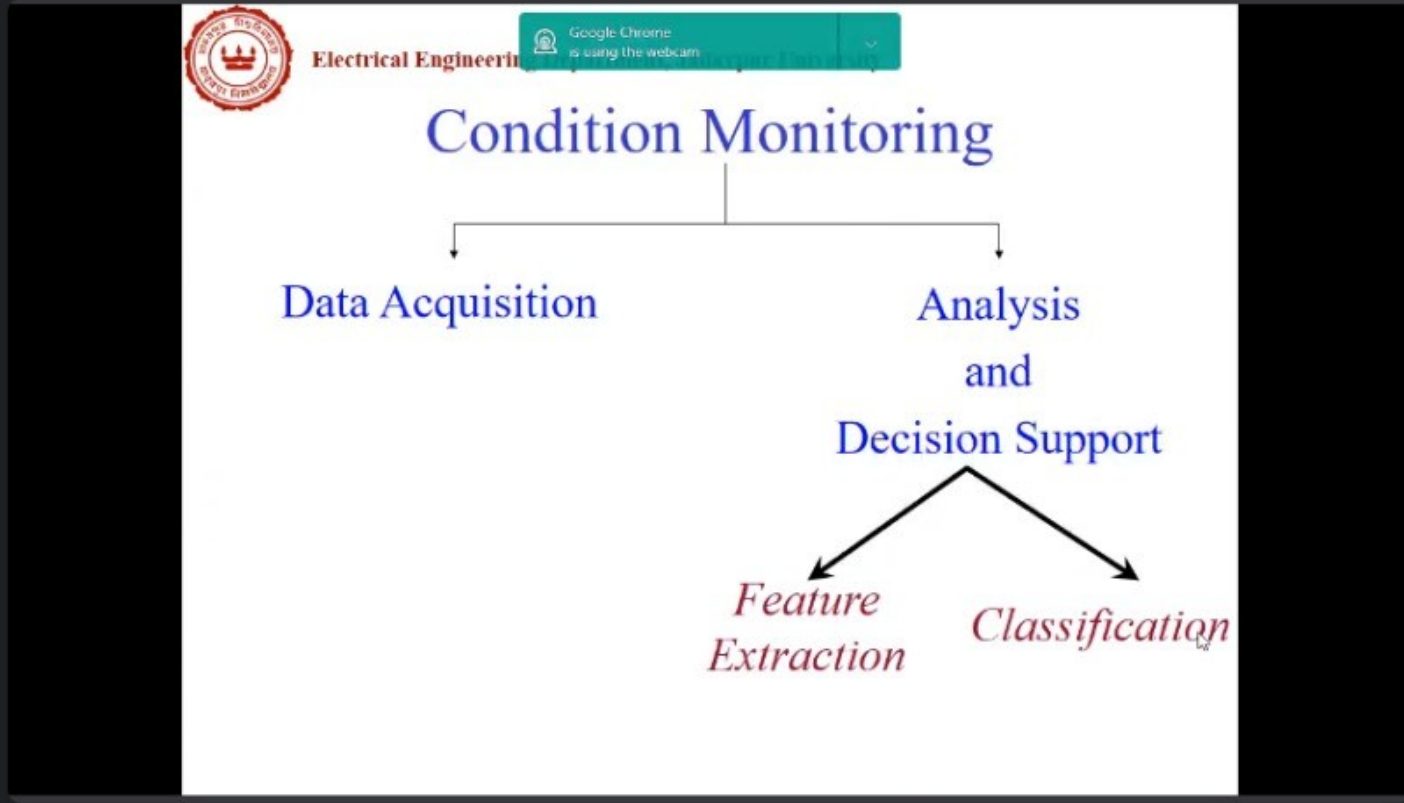 Google Chrome
is using the webcam
Electrical Engineering
Condition Monitoring
Data Acquisition
Analysis
and
Decision Support
Feature
Extraction
Classification